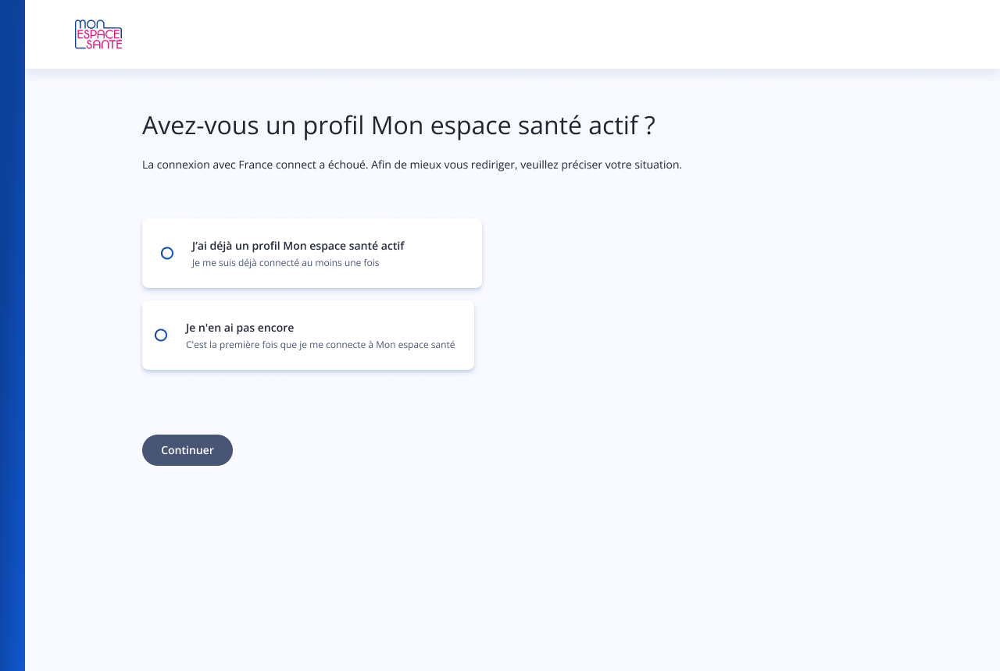 mon
ESPACE
SANTÉ
Avez-vous un profil Mon espace santé actif ?
La connexion avec France connect a échoué. Afin de mieux vous rediriger, veuillez préciser votre situation.
J’ai déjà un profil Mon espace santé actif
Je me suis déjà connecté au moins une fois
Je n'en ai pas encore
C'est la première fois que je me connecte à Mon espace santé
Continuer